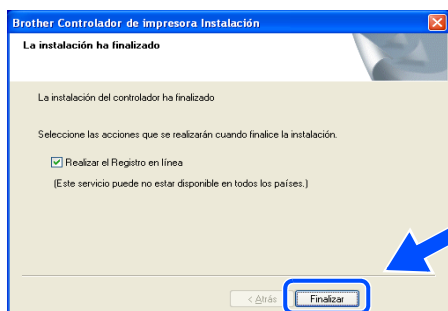 Brother Controlador de impresora Instalación
La instalación ha finalizado
La instalación del controlador ha finalizado
Seleccione las acciones que se realizarán cuando finalice la instalación.
Realizar el Registro en línea
(Este servicio puede no estar disponible en todos los países.)
< Atrás Finalizar